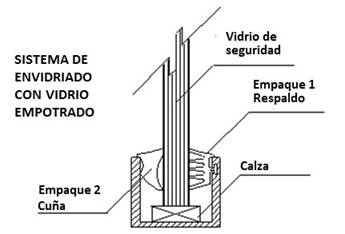 SISTEMA DE
ENVIDRIADO
CON VIDRIO
EMPOTRADO
Vidrio de
seguridad
Empaque 1
Respaldo
Calza
Empaque 2
Cuña